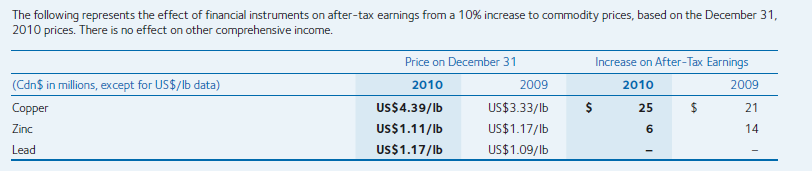 The following represents the effect of financial instruments on after-tax earnings from a 10% increase to commodity prices, based on the December 31,
2010 prices. There is no effect on other comprehensive income.
Price on December 31 Increase on After-Tax Earnings
(Cdn$ in millions, except for US$/lb data) 2010 2009 2010 2009
Copper US$4.39/lb US$3.33/lb $ 25 $ 21
Zinc US$1.11/lb US$1.17/lb 6 14
Lead US$1.17/lb US$1.09/lb – –